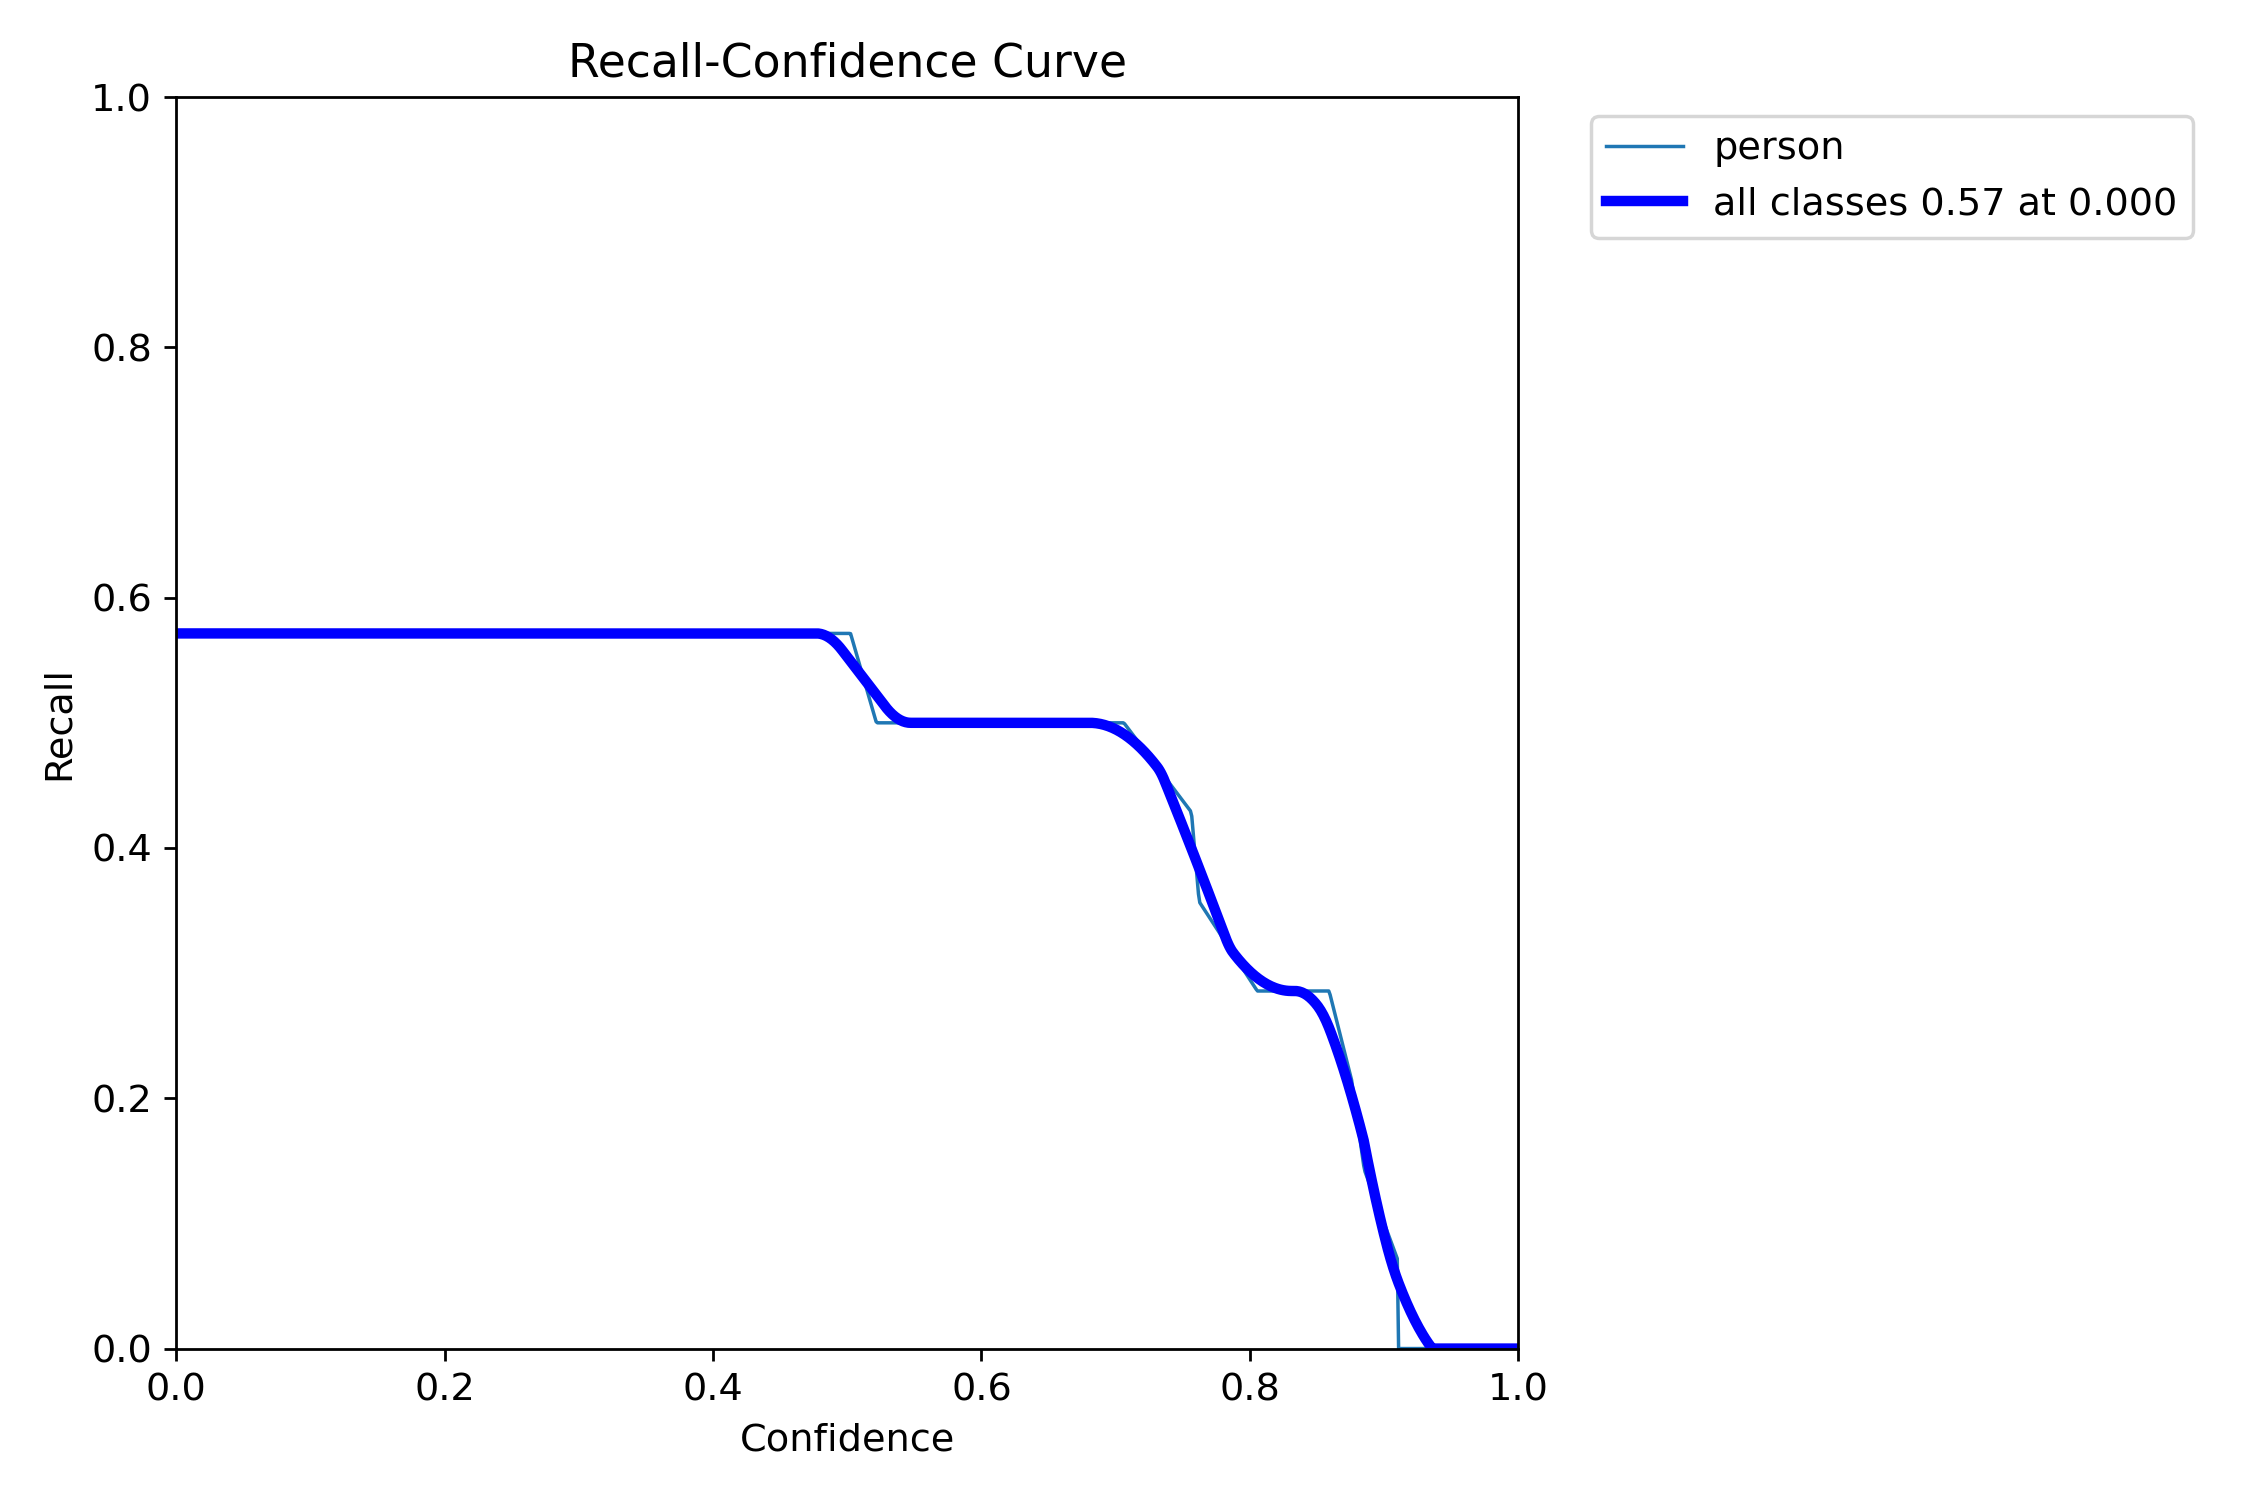 Recall-Confidence Curve
1.0
0.8
0.6
0.4
0.2
0.0
Recall
0.0 0.2 0.4 0.6 0.8 1.0
Confidence
person
all classes 0.57 at 0.000